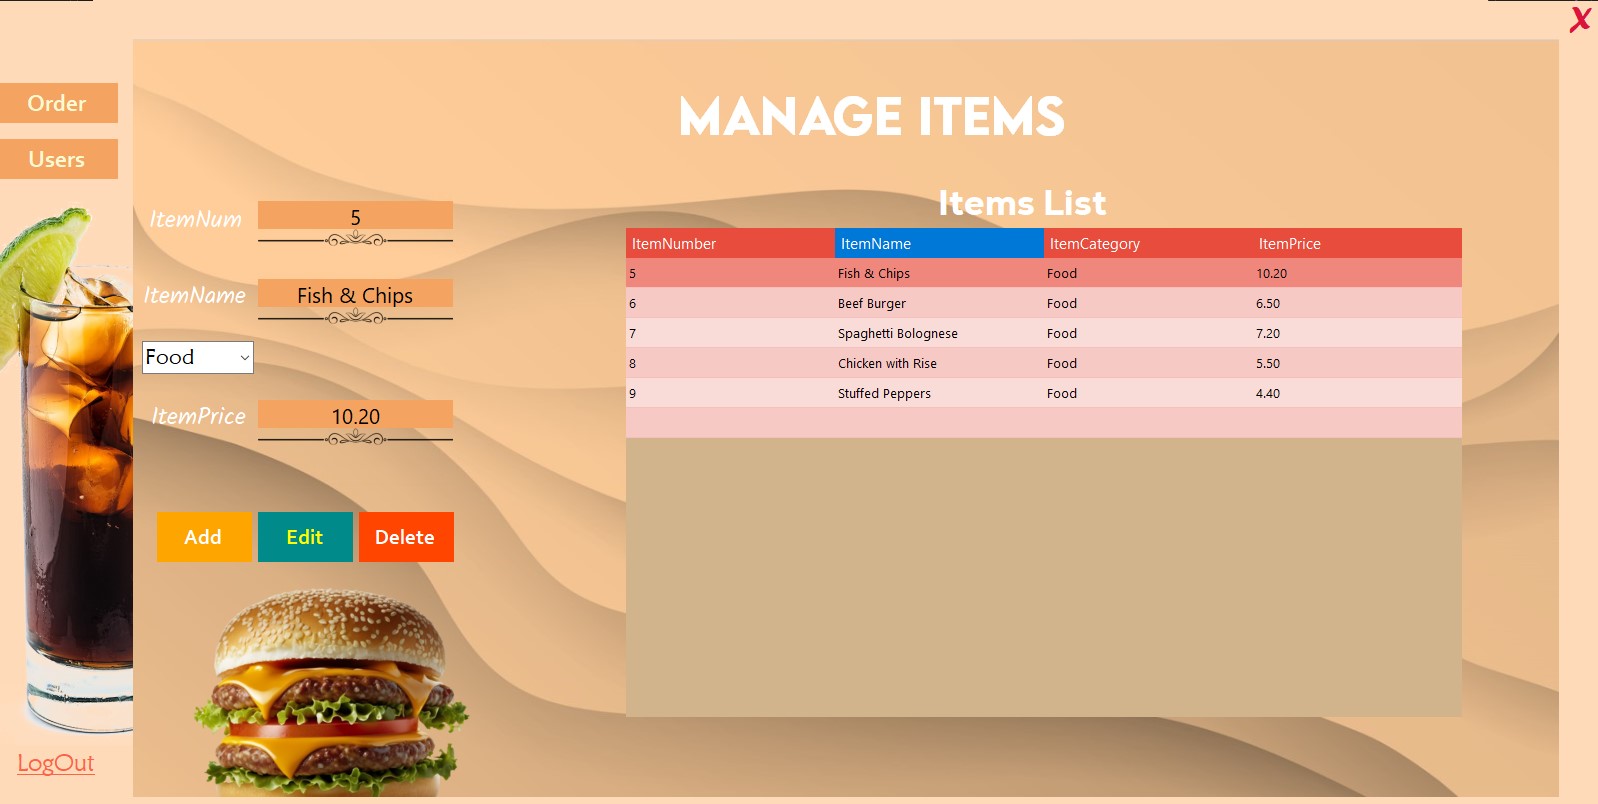 X
Order
Users
LogOut
MANAGE ITEMS
ItemNum 5
ItemName Fish & Chips
Food
ItemPrice 10.20
Add Edit Delete
Items List
ItemNumber ItemName ItemCategory ItemPrice
5 Fish & Chips Food 10.20
6 Beef Burger Food 6.50
7 Spaghetti Bolognese Food 7.20
8 Chicken with Rise Food 5.50
9 Stuffed Peppers Food 4.40